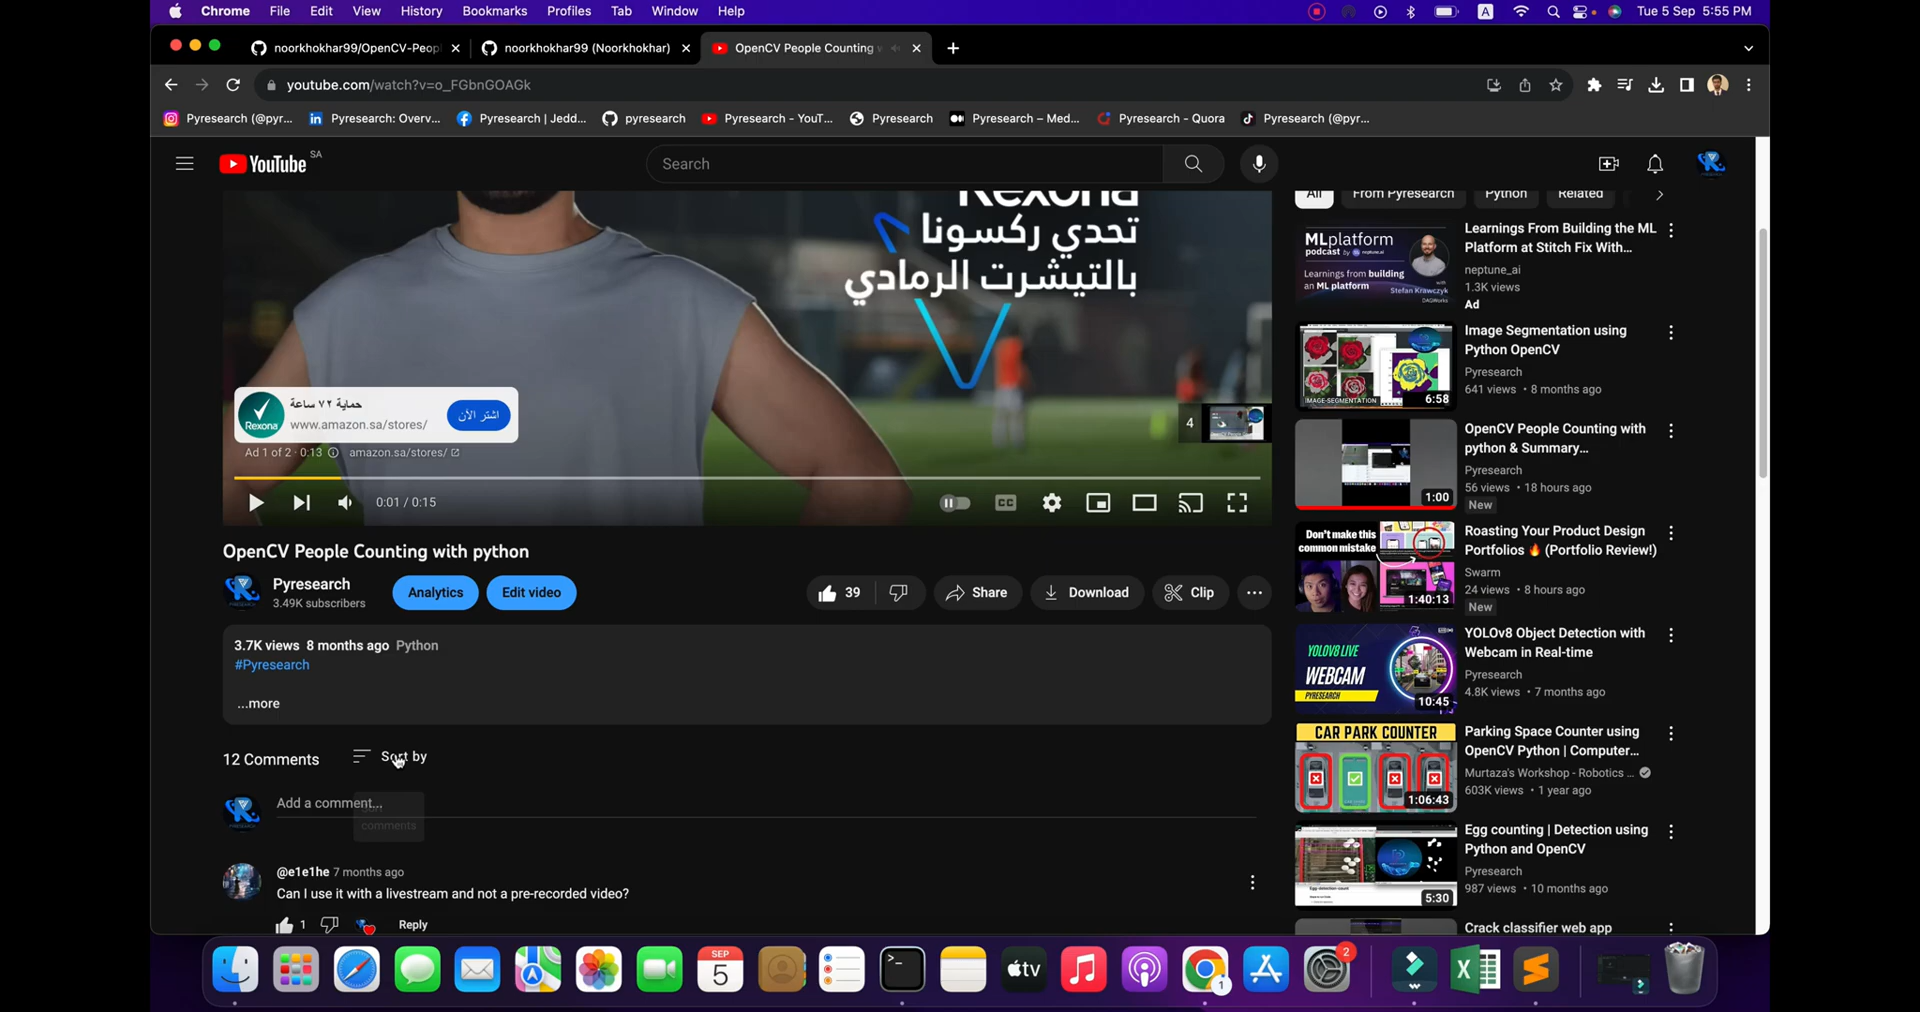 Chrome File Edit View History Bookmarks Profiles Tab Window Help
A Tue 5 Sep 5:55 PM
noorkhokhar99/OpenCV-Peop
noorkhokhar99 (Noorkhokhar)
OpenCV People Counting
youtube.com/watch?v=o_FGbnGOAGk
Pyresearch (@pyr...
Pyresearch: Overv...
Pyresearch | Jedd...
pyresearch
Pyresearch - YouT...
Pyresearch
Pyresearch – Med...
Pyresearch - Quora
Pyresearch (@pyr...
YouTube SA
Search
Rexona
تحدي ركسونا
بالتيشرت الرمادي
Rexona
حماية ٧٢ ساعة
www.amazon.sa/stores/
اشتر الآن
Ad 1 of 2 · 0:13 amazon.sa/stores/
4
0:01 / 0:15
CC
OpenCV People Counting with python
Pyresearch
3.49K subscribers
Analytics
Edit video
39
Share
Download
Clip
3.7K views 8 months ago Python
#Pyresearch
...more
12 Comments
Sort by
Add a comment...
comments
@e1e1he 7 months ago
Can I use it with a livestream and not a pre-recorded video?
1
Reply
All
From Pyresearch
Python
Related
MLplatform
podcast by neptune.ai
Learnings from building
an ML platform
with
Stefan Krawczyk
DAGWorks
Learnings From Building the ML
Platform at Stitch Fix With...
neptune_ai
1.3K views
Ad
IMAGE-SEGMENTATION
6:58
Image Segmentation using
Python OpenCV
Pyresearch
641 views • 8 months ago
1:00
OpenCV People Counting with
python & Summary...
Pyresearch
56 views • 18 hours ago
New
Don't make this
common mistake
1:40:13
Roasting Your Product Design
Portfolios 🔥 (Portfolio Review!)
Swarm
24 views • 8 hours ago
New
YOLOV8 LIVE
WEBCAM
PYRESEARCH
10:45
YOLOv8 Object Detection with
Webcam in Real-time
Pyresearch
4.8K views • 7 months ago
CAR PARK COUNTER
1:06:43
Parking Space Counter using
OpenCV Python | Computer...
Murtaza's Workshop - Robotics ...
603K views • 1 year ago
5:30
Egg counting | Detection using
Python and OpenCV
Pyresearch
987 views • 10 months ago
Crack classifier web app
SEP
5
tv
1
2